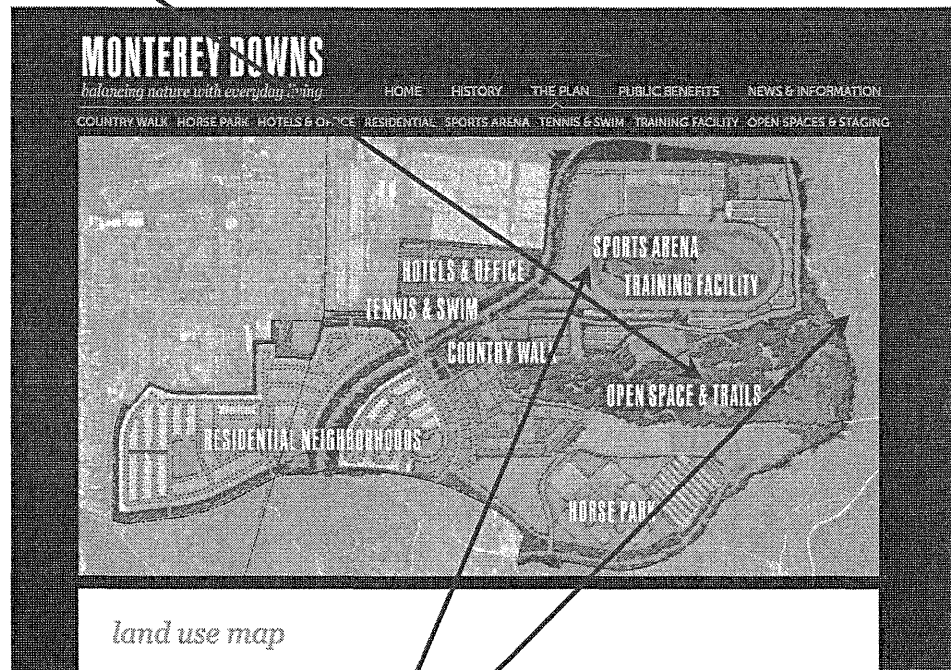 MONTEREY DOWNS
balancing nature with everyday living
HOME HISTORY THE PLAN PUBLIC BENEFITS NEWS & INFORMATION
COUNTRY WALK HORSE PARK HOTELS & OFFICE RESIDENTIAL SPORTS ARENA TENNIS & SWIM TRAINING FACILITY OPEN SPACES & STAGING
SPORTS ARENA
HOTELS & OFFICE
TRAINING FACILITY
TENNIS & SWIM
COUNTRY WALK
OPEN SPACE & TRAILS
RESIDENTIAL NEIGHBORHOODS
HORSE PARK
land use map